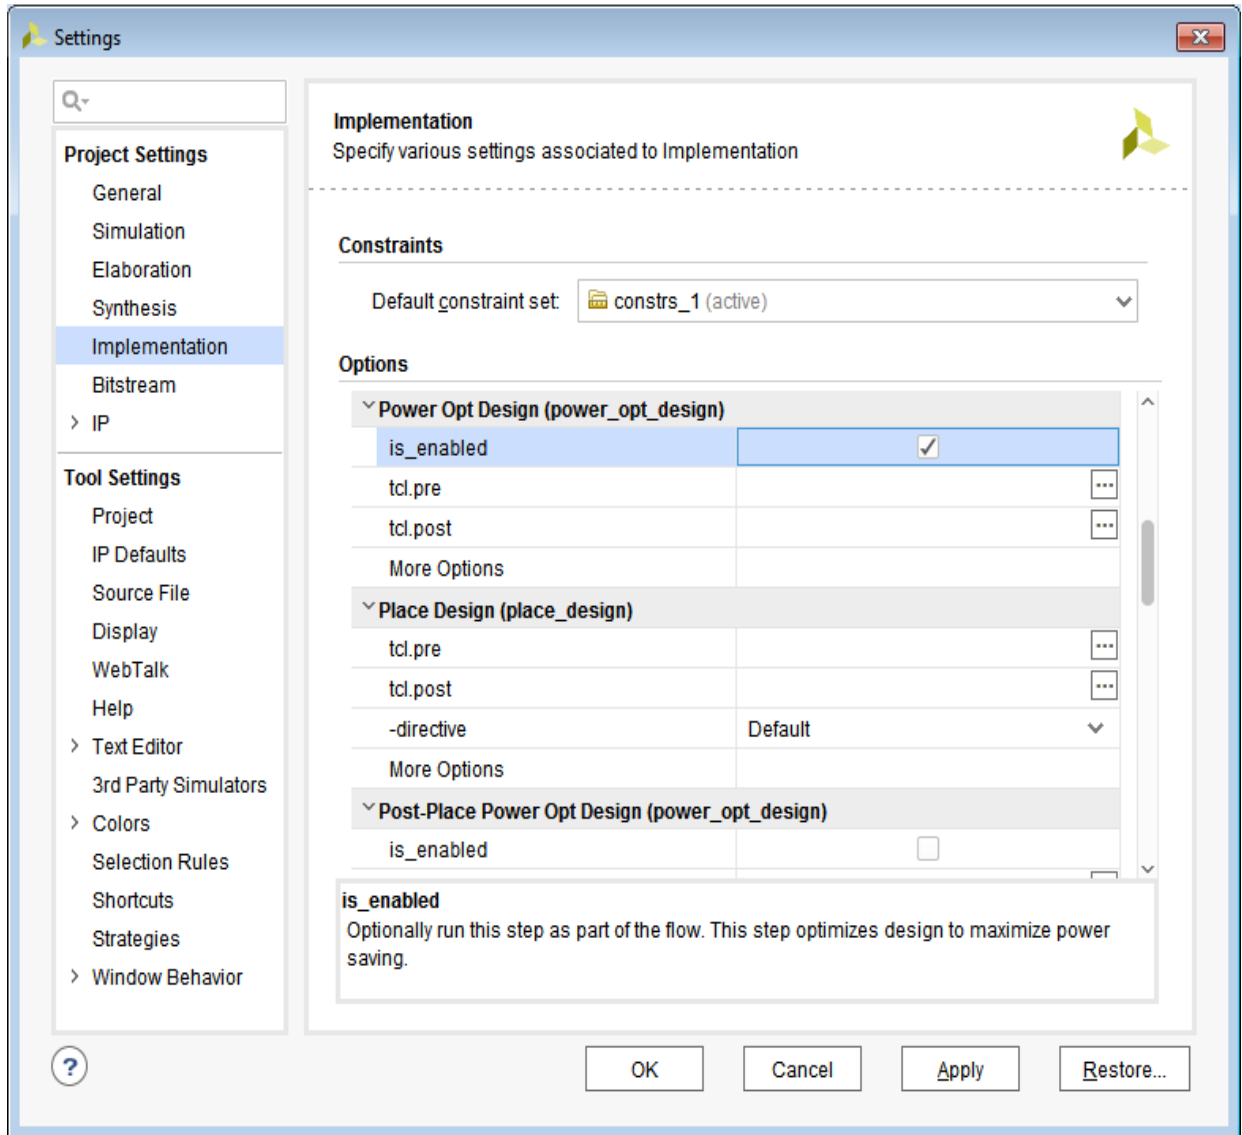 Settings
Project Settings
General
Simulation
Elaboration
Synthesis
Implementation
Bitstream
IP
Tool Settings
Project
IP Defaults
Source File
Display
WebTalk
Help
Text Editor
3rd Party Simulators
Colors
Selection Rules
Shortcuts
Strategies
Window Behavior
Implementation
Specify various settings associated to Implementation
Constraints
Default constraint set: constrs_1 (active)
Options
Power Opt Design (power_opt_design)
is_enabled
tcl.pre
tcl.post
More Options
Place Design (place_design)
tcl.pre
tcl.post
-directive Default
More Options
Post-Place Power Opt Design (power_opt_design)
is_enabled
is_enabled
Optionally run this step as part of the flow. This step optimizes design to maximize power
saving.
? OK Cancel Apply Restore...